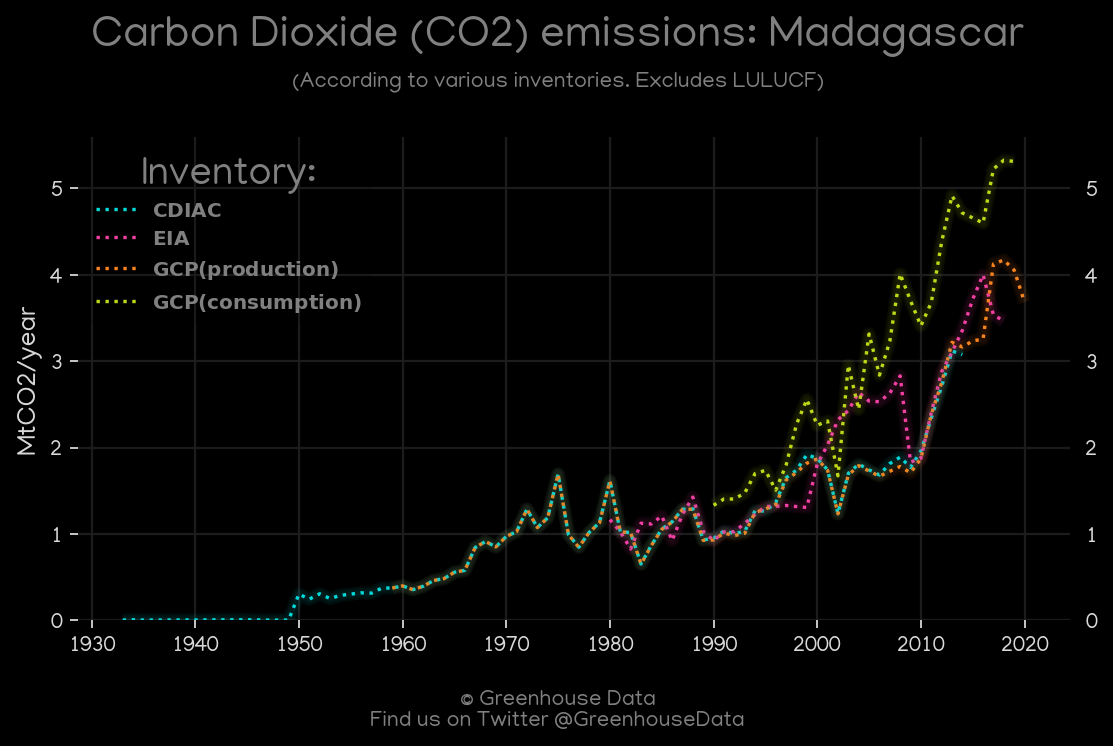 Carbon Dioxide (CO2) emissions: Madagascar
(According to various inventories. Excludes LULUCF)
Inventory:
CDIAC
EIA
GCP(production)
GCP(consumption)
MtCO2/year
5
4
3
2
1
0
5
4
3
2
1
0
1930 1940 1950 1960 1970 1980 1990 2000 2010 2020
© Greenhouse Data
Find us on Twitter @GreenhouseData